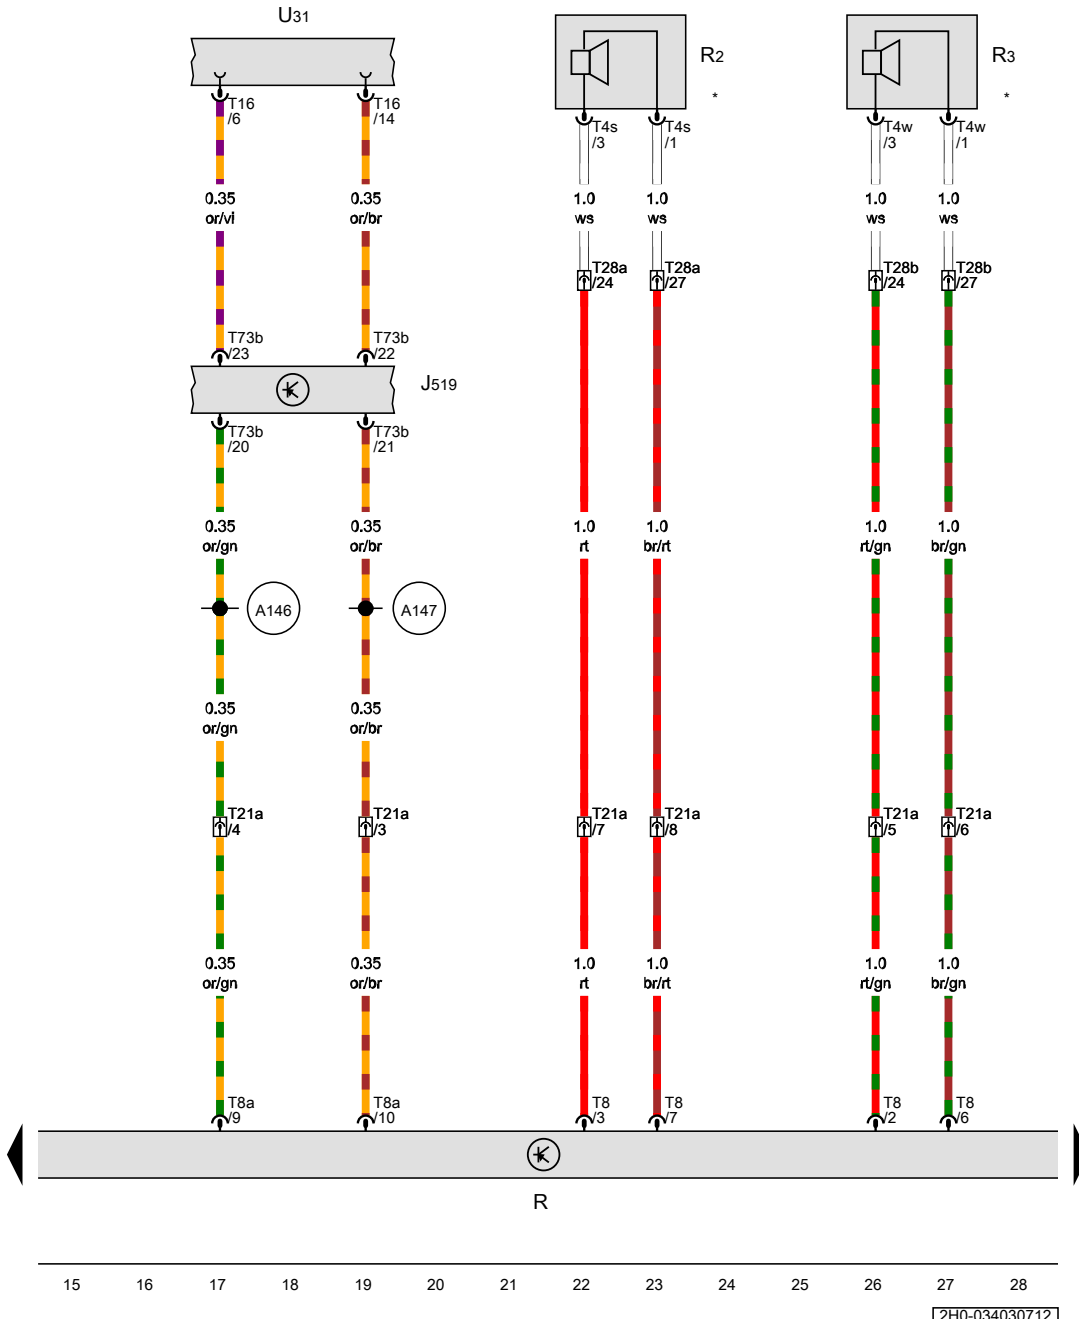 U31
R2
R3
*
*
T16 /6
T16 /14
T4s /3
T4s /1
T4w /3
T4w /1
0.35 or/vi
0.35 or/br
1.0 ws
1.0 ws
1.0 ws
1.0 ws
T28a /24
T28a /27
T28b /24
T28b /27
T73b /23
T73b /22
J519
T73b /20
T73b /21
0.35 or/gn
0.35 or/br
1.0 rt
1.0 br/rt
1.0 rt/gn
1.0 br/gn
A146
A147
0.35 or/gn
0.35 or/br
T21a /4
T21a /3
T21a /7
T21a /8
T21a /5
T21a /6
0.35 or/gn
0.35 or/br
1.0 rt
1.0 br/rt
1.0 rt/gn
1.0 br/gn
T8a /9
T8a /10
T8 /3
T8 /7
T8 /2
T8 /6
R
15 16 17 18 19 20 21 22 23 24 25 26 27 28
2H0-034030712